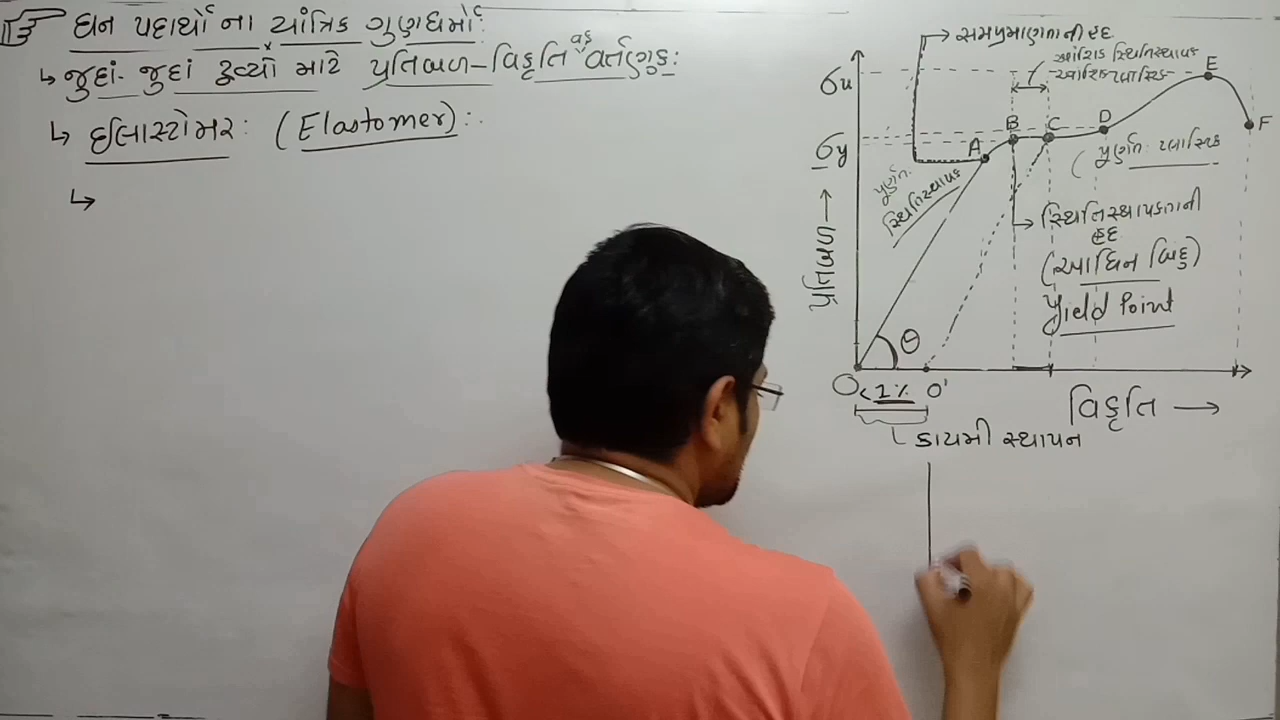 ઘન પદાર્થોના યાંત્રિક ગુણધર્મો:
↳ જુદાં-જુદાં દ્રવ્યો માટે પ્રતિબળ-વિકૃતિ વક્ર વર્તણુક:
↳ ઈલાસ્ટોમર: (Elastomer):
↳
→ સમપ્રમાણતાની હદ
આંશિક સ્થિતિસ્થાપક
આંશિક પ્લાસ્ટિક
σu
E
D
F
B C
σy
A
(પૂર્ણત: પ્લાસ્ટિક
પૂર્ણત:
સ્થિતિસ્થાપક
→ સ્થિતિસ્થાપકતાની
હદ
(આધિન બિંદુ)
Yield Point
પ્રતિબળ →
θ
O <1% O'
વિકૃતિ →
કાયમી સ્થાપન